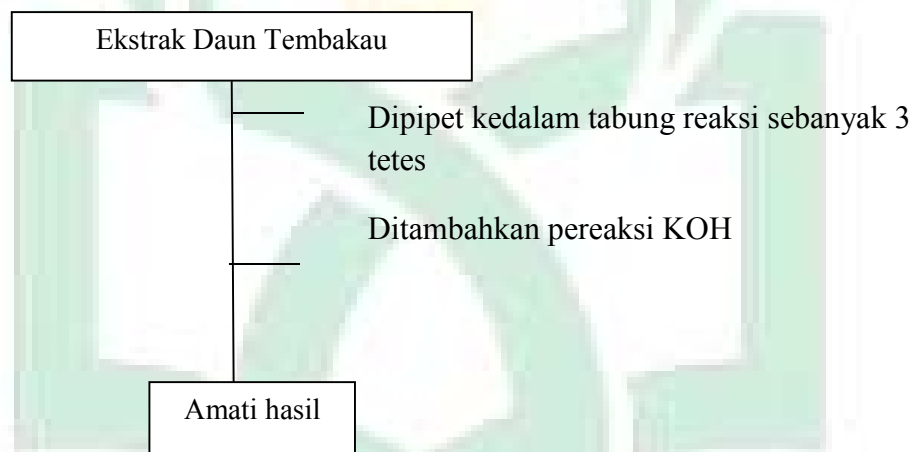 Ekstrak Daun Tembakau
Dipipet kedalam tabung reaksi sebanyak 3
tetes
Ditambahkan pereaksi KOH
Amati hasil